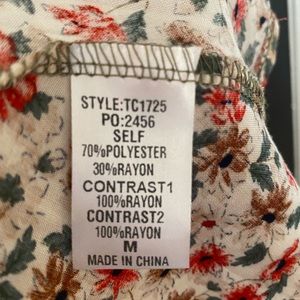 STYLE:TC1725
PO:2456
SELF
70%POLYESTER
30%RAYON
CONTRAST1
100%RAYON
CONTRAST2
100%RAYON
M
MADE IN CHINA